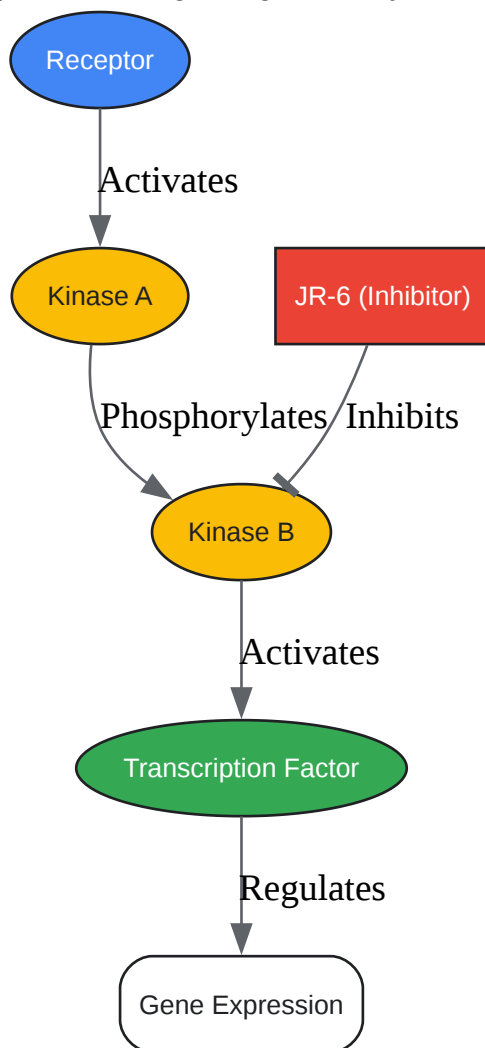 Receptor
Activates
Kinase A
JR-6 (Inhibitor)
Phosphorylates
Inhibits
Kinase B
Activates
Transcription Factor
Regulates
Gene Expression